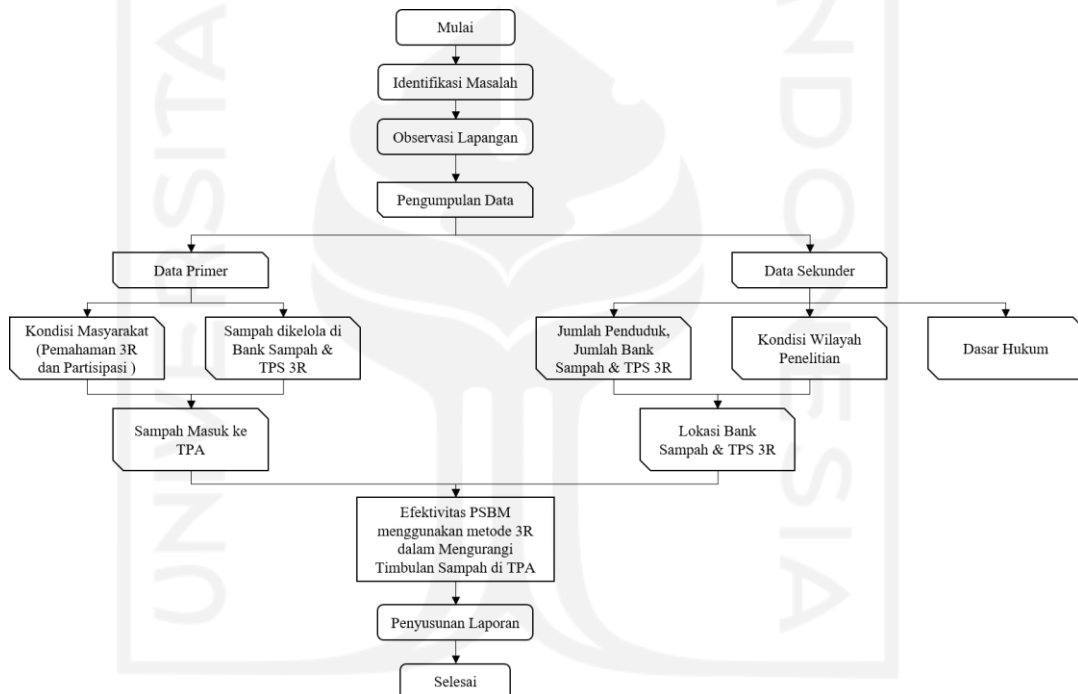 Mulai
Identifikasi Masalah
Observasi Lapangan
Pengumpulan Data
Data Primer
Data Sekunder
Kondisi Masyarakat
(Pemahaman 3R
dan Partisipasi )
Sampah dikelola di
Bank Sampah &
TPS 3R
Jumlah Penduduk,
Jumlah Bank
Sampah & TPS 3R
Kondisi Wilayah
Penelitian
Dasar Hukum
Sampah Masuk ke
TPA
Lokasi Bank
Sampah & TPS 3R
Efektivitas PSBM
menggunakan metode 3R
dalam Mengurangi
Timbulan Sampah di TPA
Penyusunan Laporan
Selesai
UNIVERSITA
NDONESIA